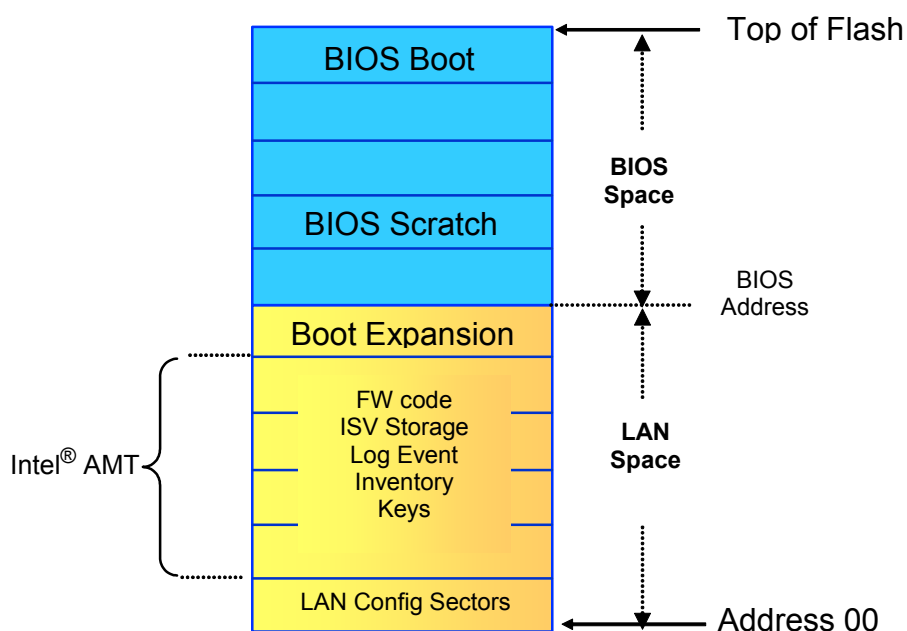 Top of Flash
BIOS Boot
BIOS
Space
BIOS Scratch
BIOS
Address
Boot Expansion
FW code
ISV Storage
Log Event
Inventory
Keys
LAN
Space
Intel® AMT
LAN Config Sectors
Address 00